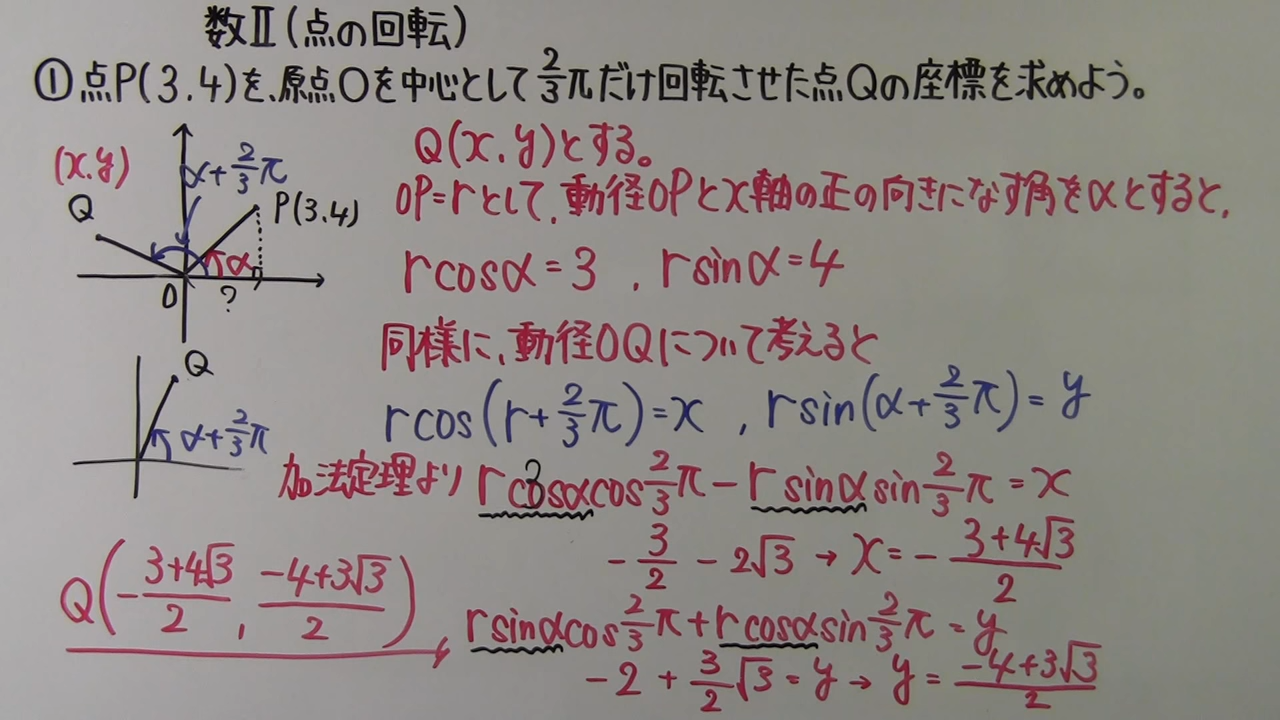 数Ⅱ(点の回転)
①点P(3,4)を、原点Oを中心として2/3πだけ回転させた点Qの座標を求めよう。
(x,y)
Q
α+2/3π
P(3,4)
α
O
?
Q(x,y)とする。
OP=rとして、動径OPとx軸の正の向きになす角をαとすると、
rcosα=3 , rsinα=4
同様に、動径OQについて考えると
rcos(r+2/3π)=x , rsin(α+2/3π)=y
Q
α+2/3π
加法定理より rcosαcos2/3π-rsinαsin2/3π=x
3
-3/2-2√3→x=-(3+4√3)/2
rsinαcos2/3π+rcosαsin2/3π=y
-2+3/2√3=y→y=(-4+3√3)/2
Q(-(3+4√3)/2, (-4+3√3)/2)